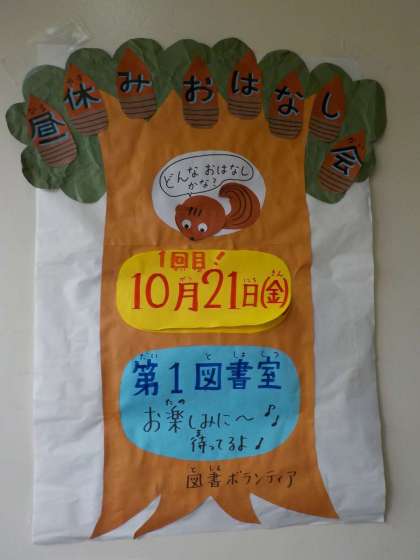 昼休みおはなし会
どんな おはなし
かな?
1回目!
10月21日(金)
第1図書室
お楽しみに〜♪
待ってるよ♪
図書ボランティア